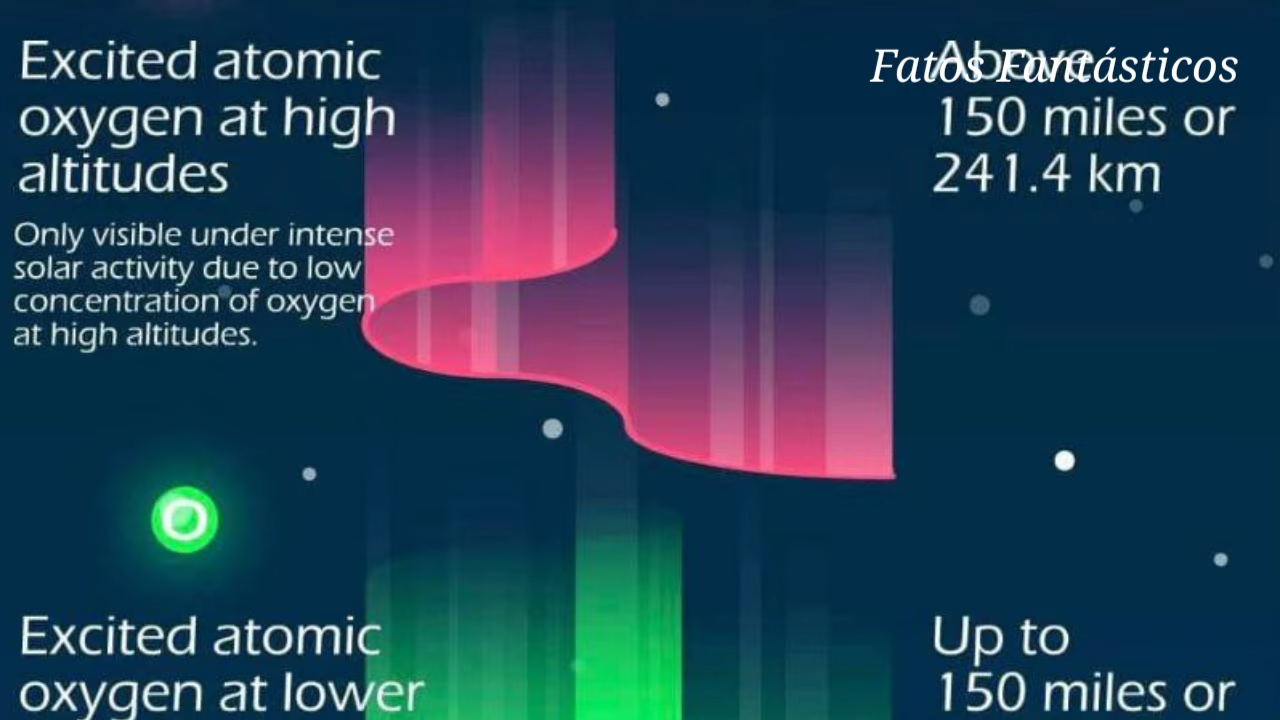 Excited atomic
oxygen at high
altitudes
Only visible under intense
solar activity due to low
concentration of oxygen
at high altitudes.
Fatos Fantásticos
Above
150 miles or
241.4 km
O
Excited atomic
oxygen at lower
Up to
150 miles or